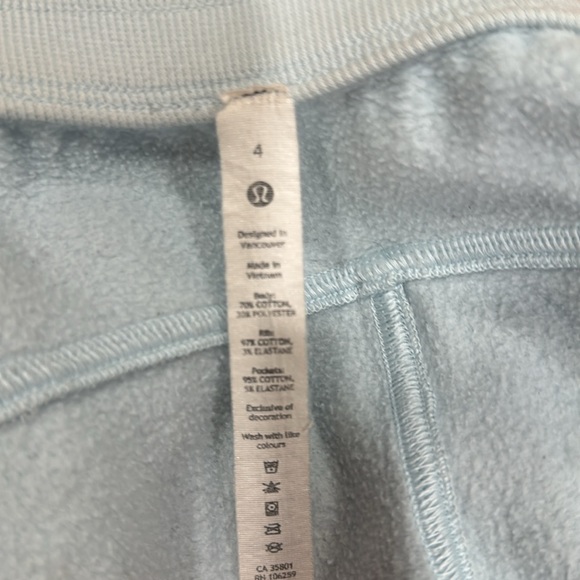 4
Designed in
Vancouver
Made in
Vietnam
Body:
70% COTTON,
30% POLYESTER
Rib:
97% COTTON,
3% ELASTANE
Pockets:
95% COTTON,
5% ELASTANE
Exclusive of
decoration
Wash with like
colours
CA 35801
RN 106259